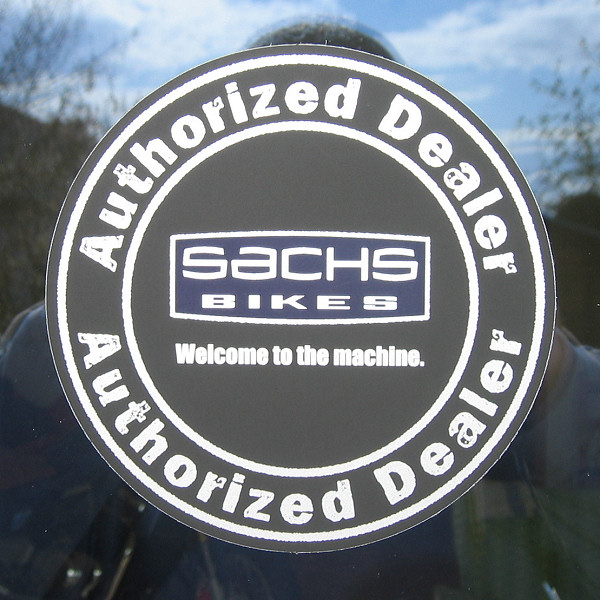 Authorized Dealer
SACHS
BIKES
Welcome to the machine.
Authorized Dealer